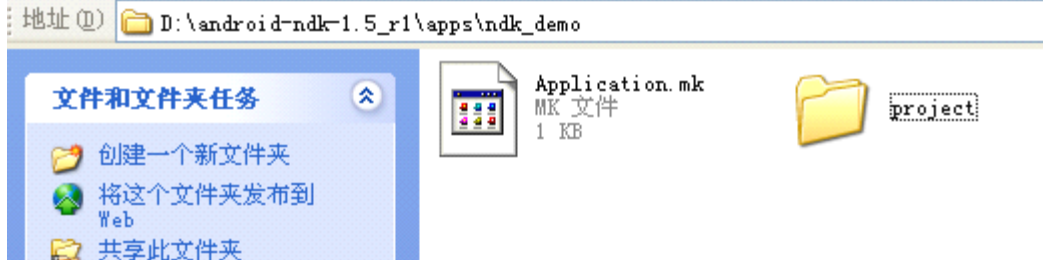 地址(D) D:\android-ndk-1.5_r1\apps\ndk_demo
文件和文件夹任务
创建一个新文件夹
将这个文件夹发布到
Web
共享此文件夹
Application.mk
MK 文件
1 KB
project